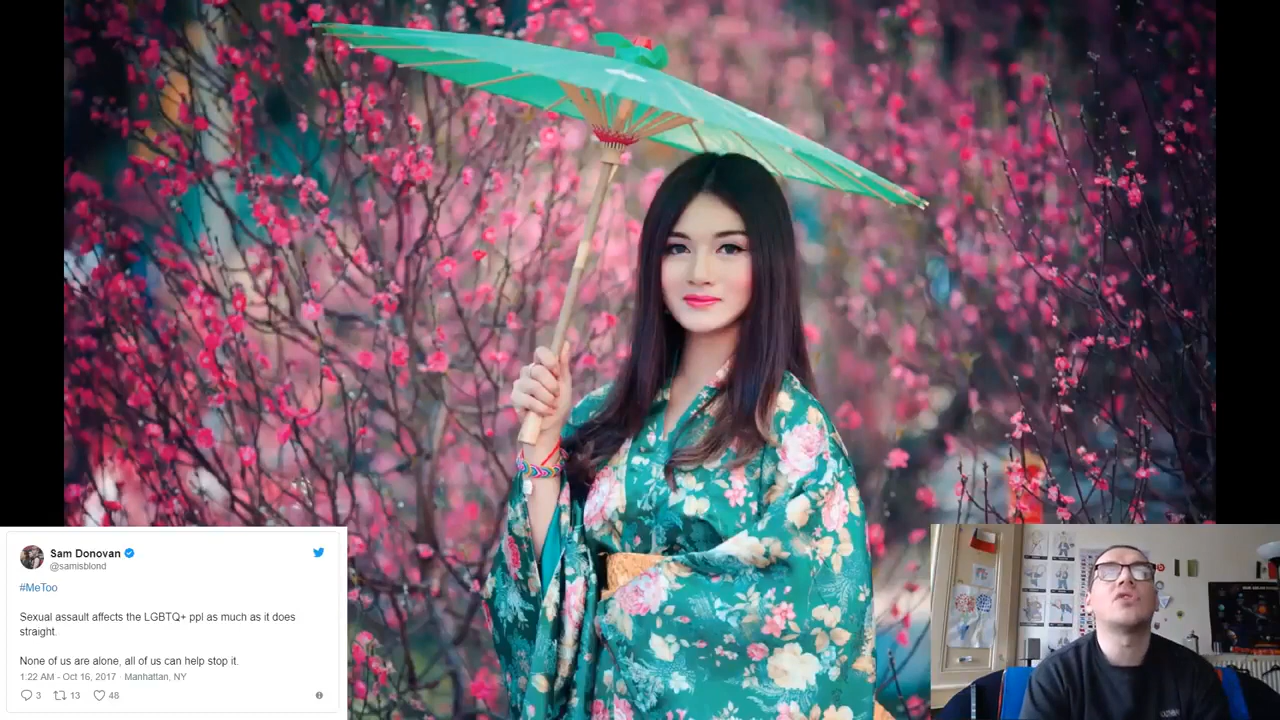 Sam Donovan
@samisblond
#MeToo
Sexual assault affects the LGBTQ+ ppl as much as it does
straight.
None of us are alone, all of us can help stop it.
1:22 AM - Oct 16, 2017 · Manhattan, NY
3 13 48